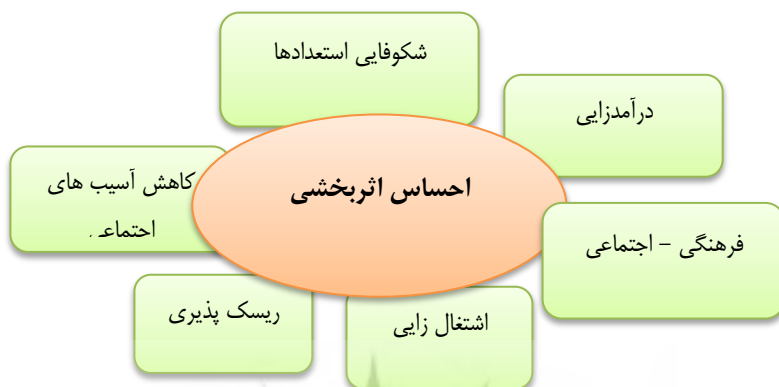 شکوفایی استعدادها
درآمدزایی
کاهش آسیب های
احساس اثربخشی
فرهنگی – اجتماعی
ریسک پذیری
اشتغال زایی